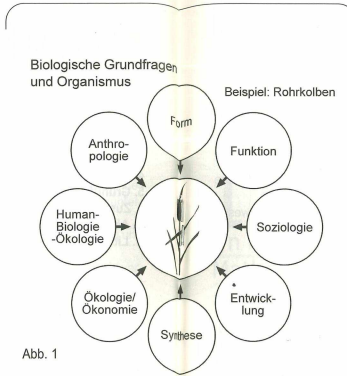 Biologische Grundfragen
und Organismus
Beispiel: Rohrkolben
Form
Anthro-
pologie
Funktion
Human-
Biologie
-Ökologie
Soziologie
Ökologie/
Ökonomie
Entwick-
lung
Synthese
Abb. 1